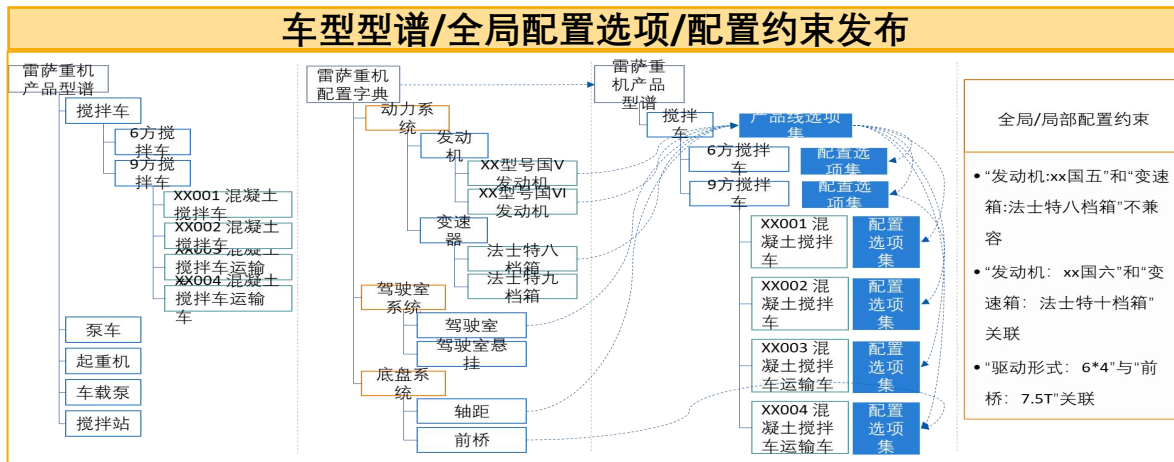 车型型谱/全局配置选项/配置约束发布
雷萨重机
产品型谱
搅拌车
6方搅
拌车
9方搅
拌车
XX001 混凝土
搅拌车
XX002 混凝土
搅拌车
XX003 混凝土
搅拌车运输
XX004 混凝土
搅拌车运输
车
泵车
起重机
车载泵
搅拌站
雷萨重机
配置字典
动力系
统
发动
机
XX型号国V
发动机
XX型号国VI
发动机
变速
器
法士特八
档箱
法士特九
档箱
驾驶室
系统
驾驶室
驾驶室悬
挂
底盘系
统
轴距
前桥
雷萨重
机产品
型谱
搅拌
车
产品线选项
集
6方搅拌
车
配置选项
集
9方搅拌
车
配置选项
集
XX001 混
凝土搅拌
车
配置
选项
集
XX002 混
凝土搅拌
车
配置
选项
集
XX003 混
凝土搅拌
车运输车
配置
选项
集
XX004 混
凝土搅拌
车运输车
配置
选项
集
全局/局部配置约束
•“发动机:xx国五”和“变速
箱:法士特八档箱”不兼
容
•“发动机：xx国六”和“变
速箱：法士特十档箱”
关联
•“驱动形式：6*4”与“前
桥：7.5T”关联